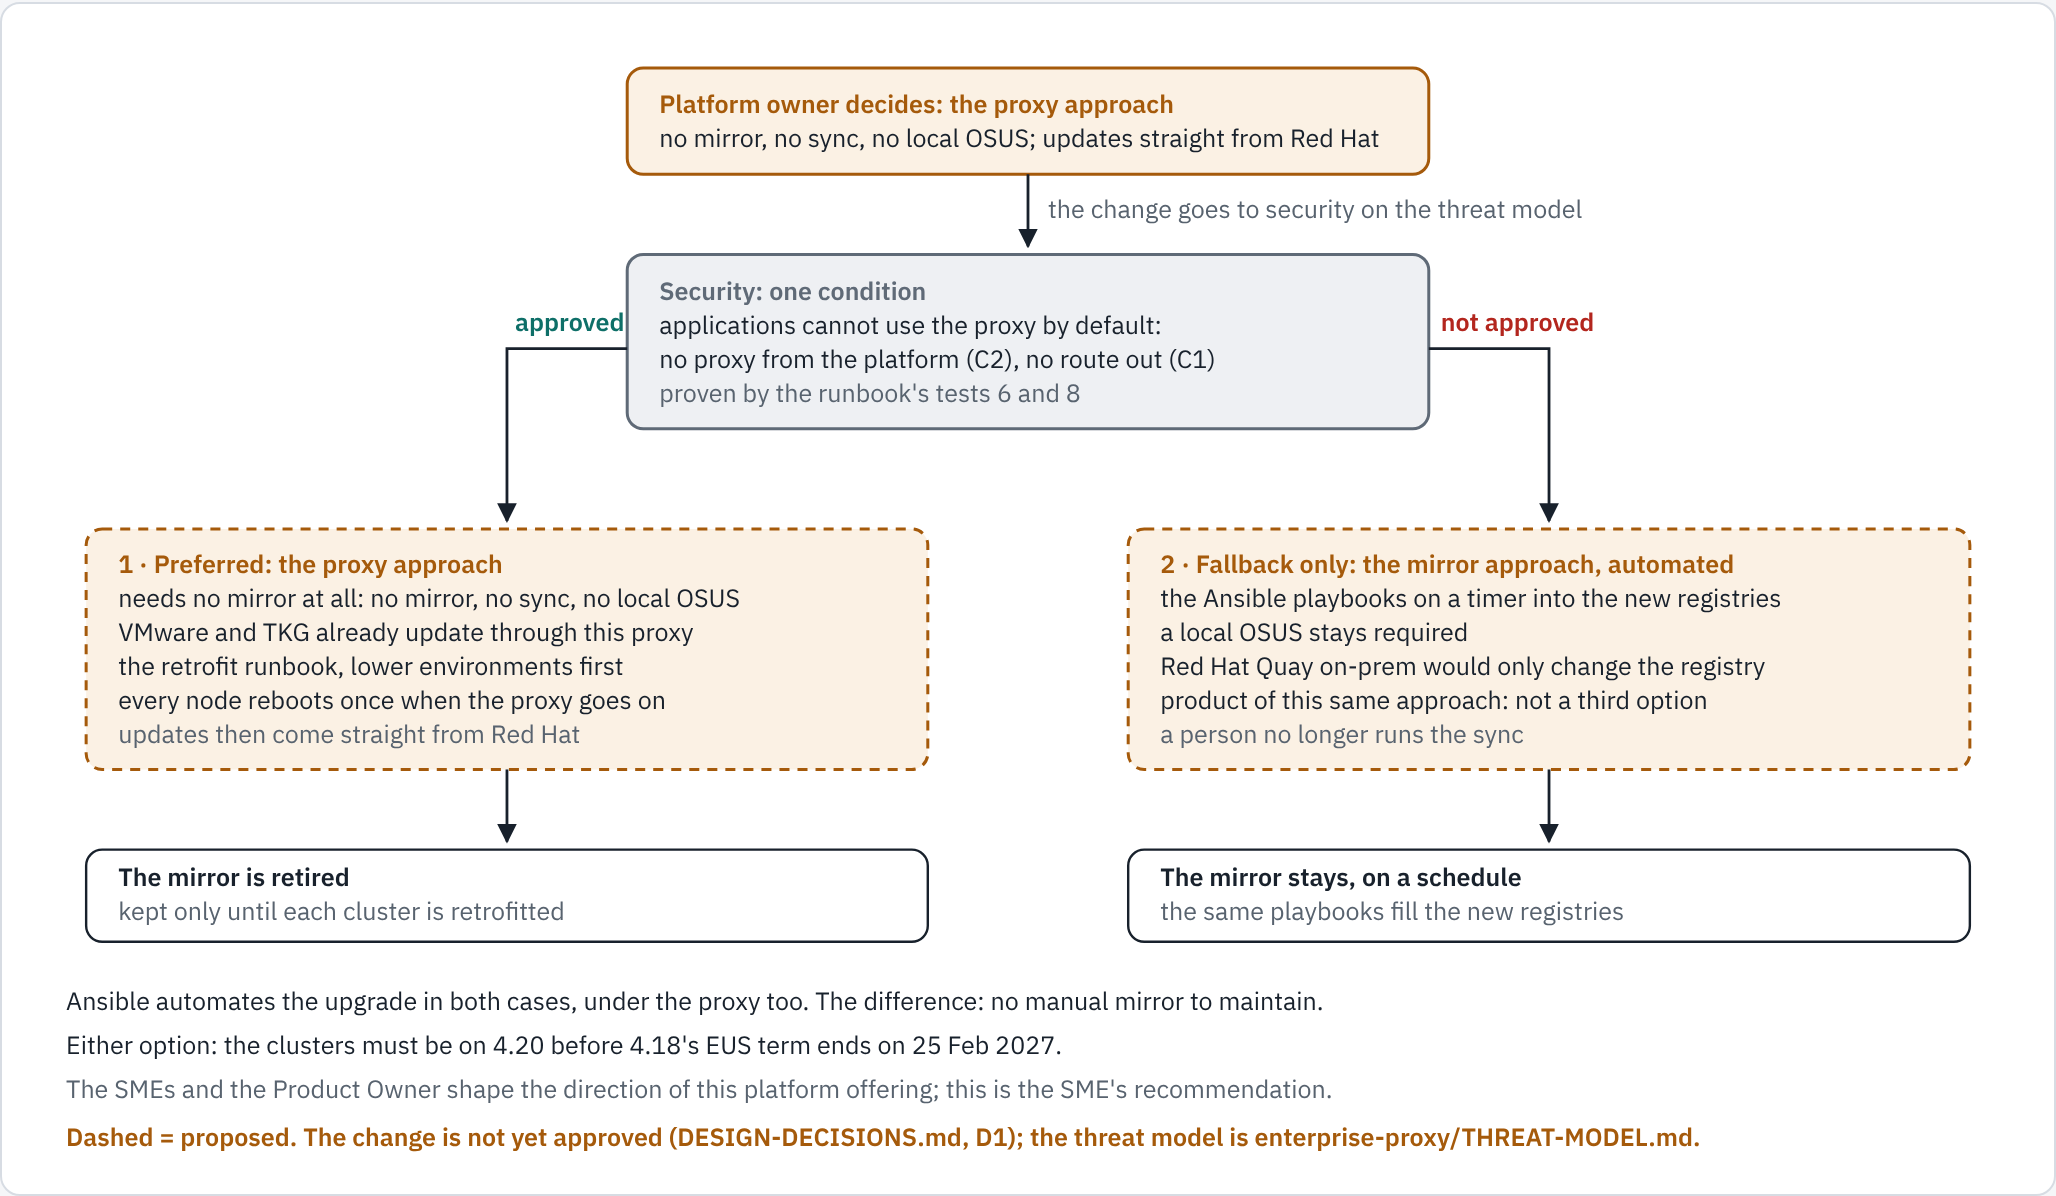 Platform owner decides: the proxy approach
no mirror, no sync, no local OSUS; updates straight from Red Hat
the change goes to security on the threat model
Security: one condition
applications cannot use the proxy by default:
no proxy from the platform (C2), no route out (C1)
proven by the runbook's tests 6 and 8
approved
not approved
1 · Preferred: the proxy approach
needs no mirror at all: no mirror, no sync, no local OSUS
VMware and TKG already update through this proxy
the retrofit runbook, lower environments first
every node reboots once when the proxy goes on
updates then come straight from Red Hat
2 · Fallback only: the mirror approach, automated
the Ansible playbooks on a timer into the new registries
a local OSUS stays required
Red Hat Quay on-prem would only change the registry
product of this same approach: not a third option
a person no longer runs the sync
The mirror is retired
kept only until each cluster is retrofitted
The mirror stays, on a schedule
the same playbooks fill the new registries
Ansible automates the upgrade in both cases, under the proxy too. The difference: no manual mirror to maintain.
Either option: the clusters must be on 4.20 before 4.18's EUS term ends on 25 Feb 2027.
The SMEs and the Product Owner shape the direction of this platform offering; this is the SME's recommendation.
Dashed = proposed. The change is not yet approved (DESIGN-DECISIONS.md, D1); the threat model is enterprise-proxy/THREAT-MODEL.md.